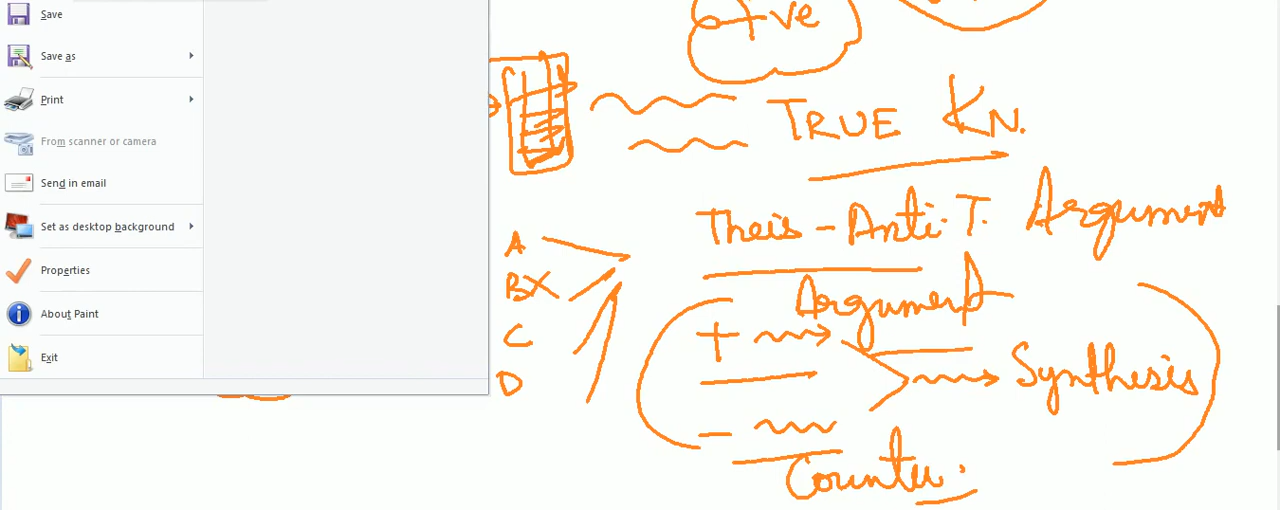 Save
Save as
Print
From scanner or camera
Send in email
Set as desktop background
Properties
About Paint
Exit
+ve
TRUE KN.
Theis - Anti T. Argument
A
BX
C
D
Argument
+
Synthesis
-
Counter.